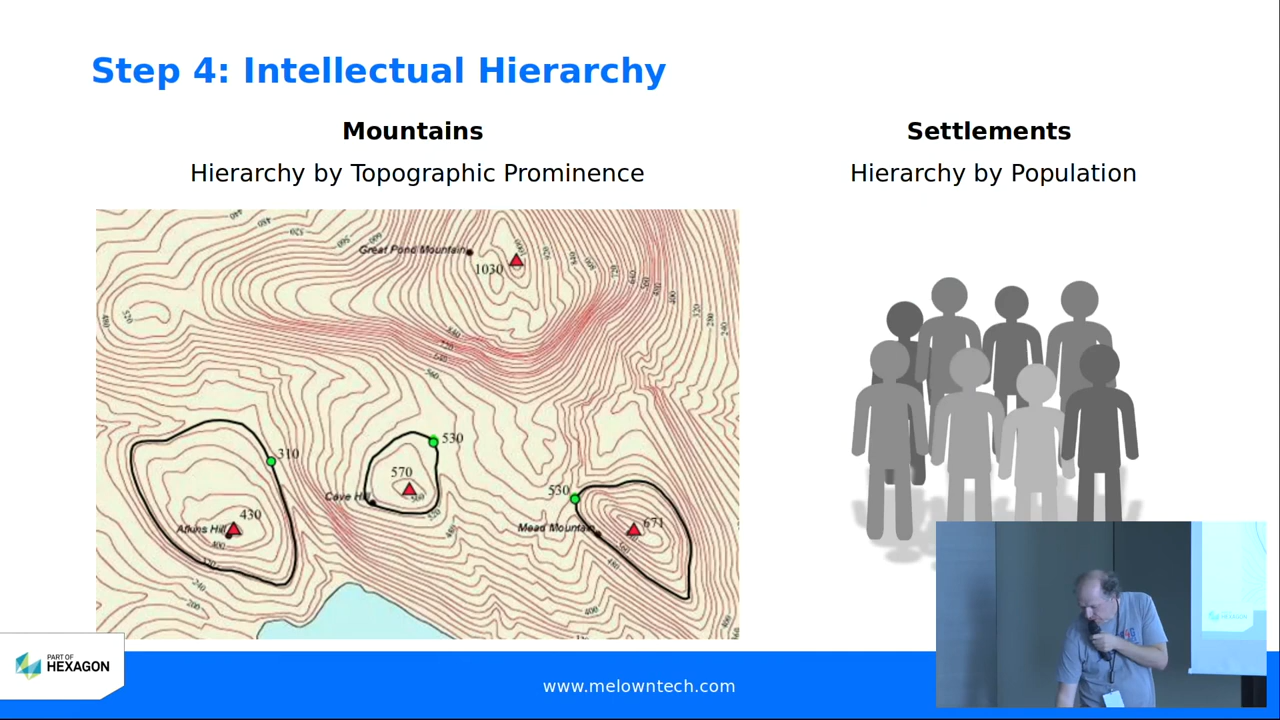 Step 4: Intellectual Hierarchy
Mountains
Hierarchy by Topographic Prominence
Settlements
Hierarchy by Population
Great Pond Mountain
1030
310
530
570
Cave Hill
530
Mead Mountain
671
430
Atkins Hill
PART OF
HEXAGON
www.melowntech.com